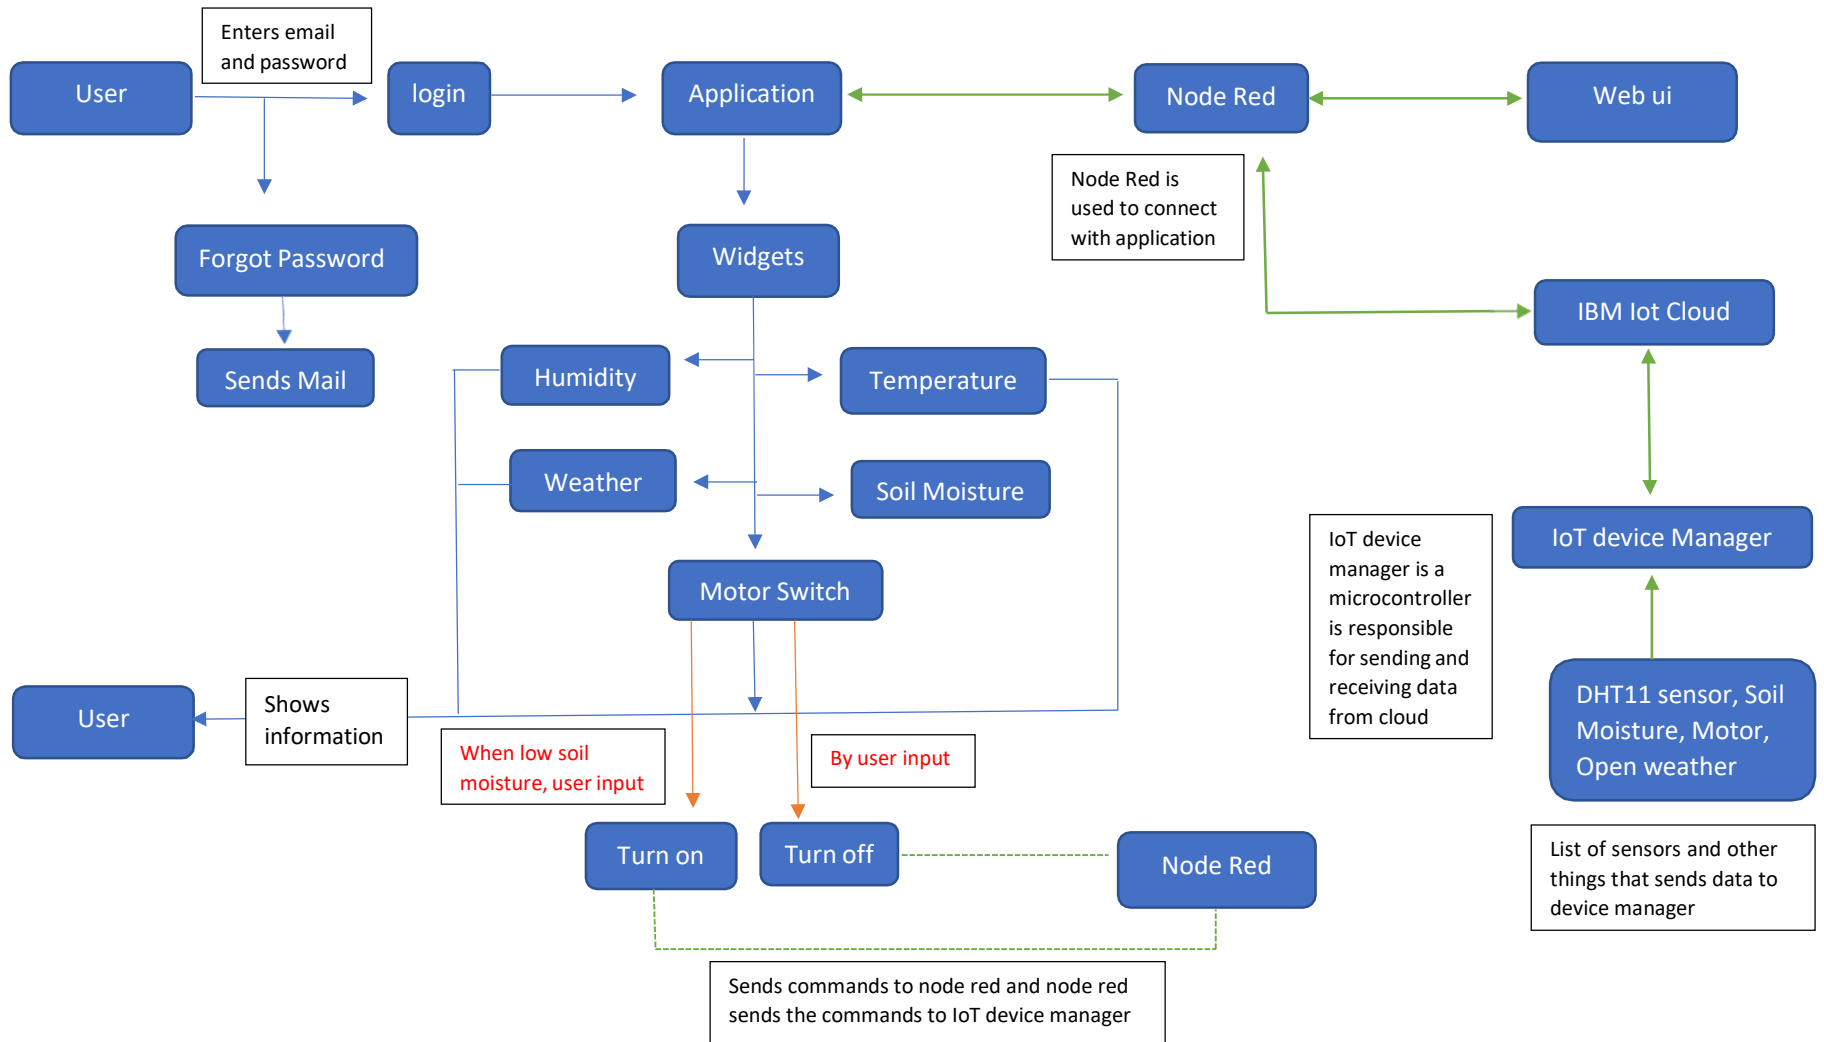 Enters email
and password
User
login
Application
Node Red
Web ui
Node Red is
used to connect
with application
Forgot Password
Widgets
IBM Iot Cloud
Sends Mail
Humidity
Temperature
Weather
Soil Moisture
IoT device Manager
IoT device
manager is a
microcontroller
is responsible
for sending and
receiving data
from cloud
Motor Switch
User
Shows
information
When low soil
moisture, user input
By user input
DHT11 sensor, Soil
Moisture, Motor,
Open weather
Turn on
Turn off
Node Red
List of sensors and other
things that sends data to
device manager
Sends commands to node red and node red
sends the commands to IoT device manager